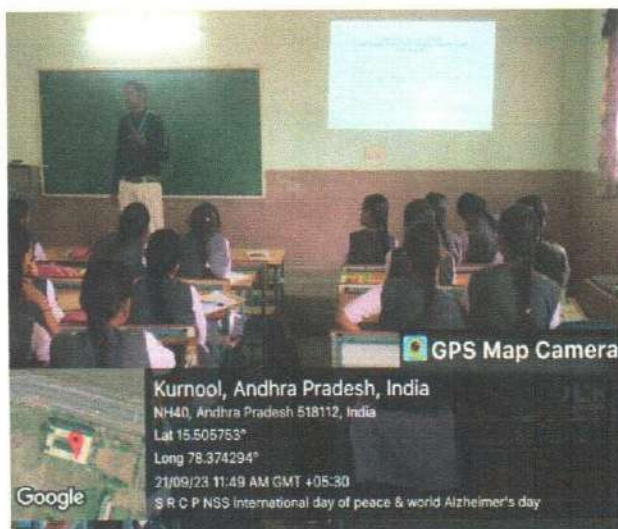 GPS Map Camera
Kurnool, Andhra Pradesh, India
NH40, Andhra Pradesh 518112, India
Lat 15.505753°
Long 78.374294°
21/09/23 11:49 AM GMT +05:30
S R C P NSS International day of peace & world Alzheimer's day
Google